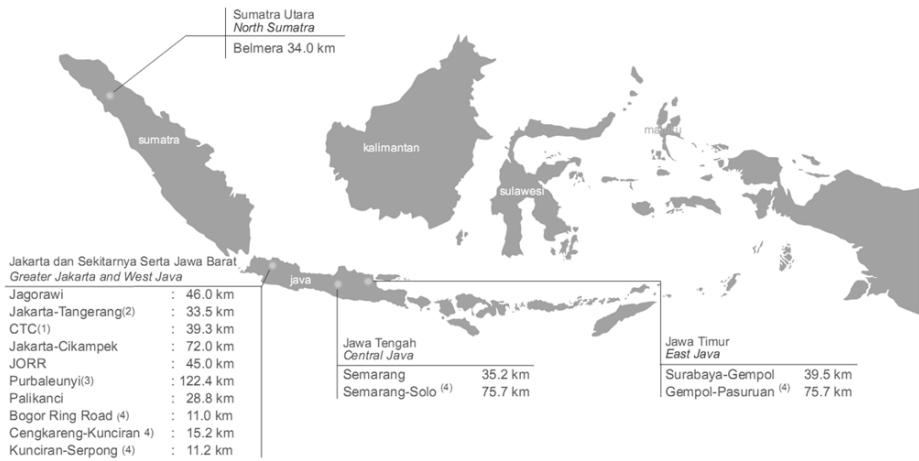 Sumatra Utara
North Sumatra
Belmera 34.0 km
sumatra
kalimantan
sulawesi
maluku
java
Jakarta dan Sekitarnya Serta Jawa Barat
Greater Jakarta and West Java
Jagorawi : 46.0 km
Jakarta-Tangerang(2) : 33.5 km
CTC(1) : 39.3 km
Jakarta-Cikampek : 72.0 km
JORR : 45.0 km
Purbaleunyi(3) : 122.4 km
Palikanci : 28.8 km
Bogor Ring Road (4) : 11.0 km
Cengkareng-Kunciran 4) : 15.2 km
Kunciran-Serpong (4) : 11.2 km
Jawa Tengah
Central Java
Semarang 35.2 km
Semarang-Solo (4) 75.7 km
Jawa Timur
East Java
Surabaya-Gempol 39.5 km
Gempol-Pasuruan (4) 75.7 km